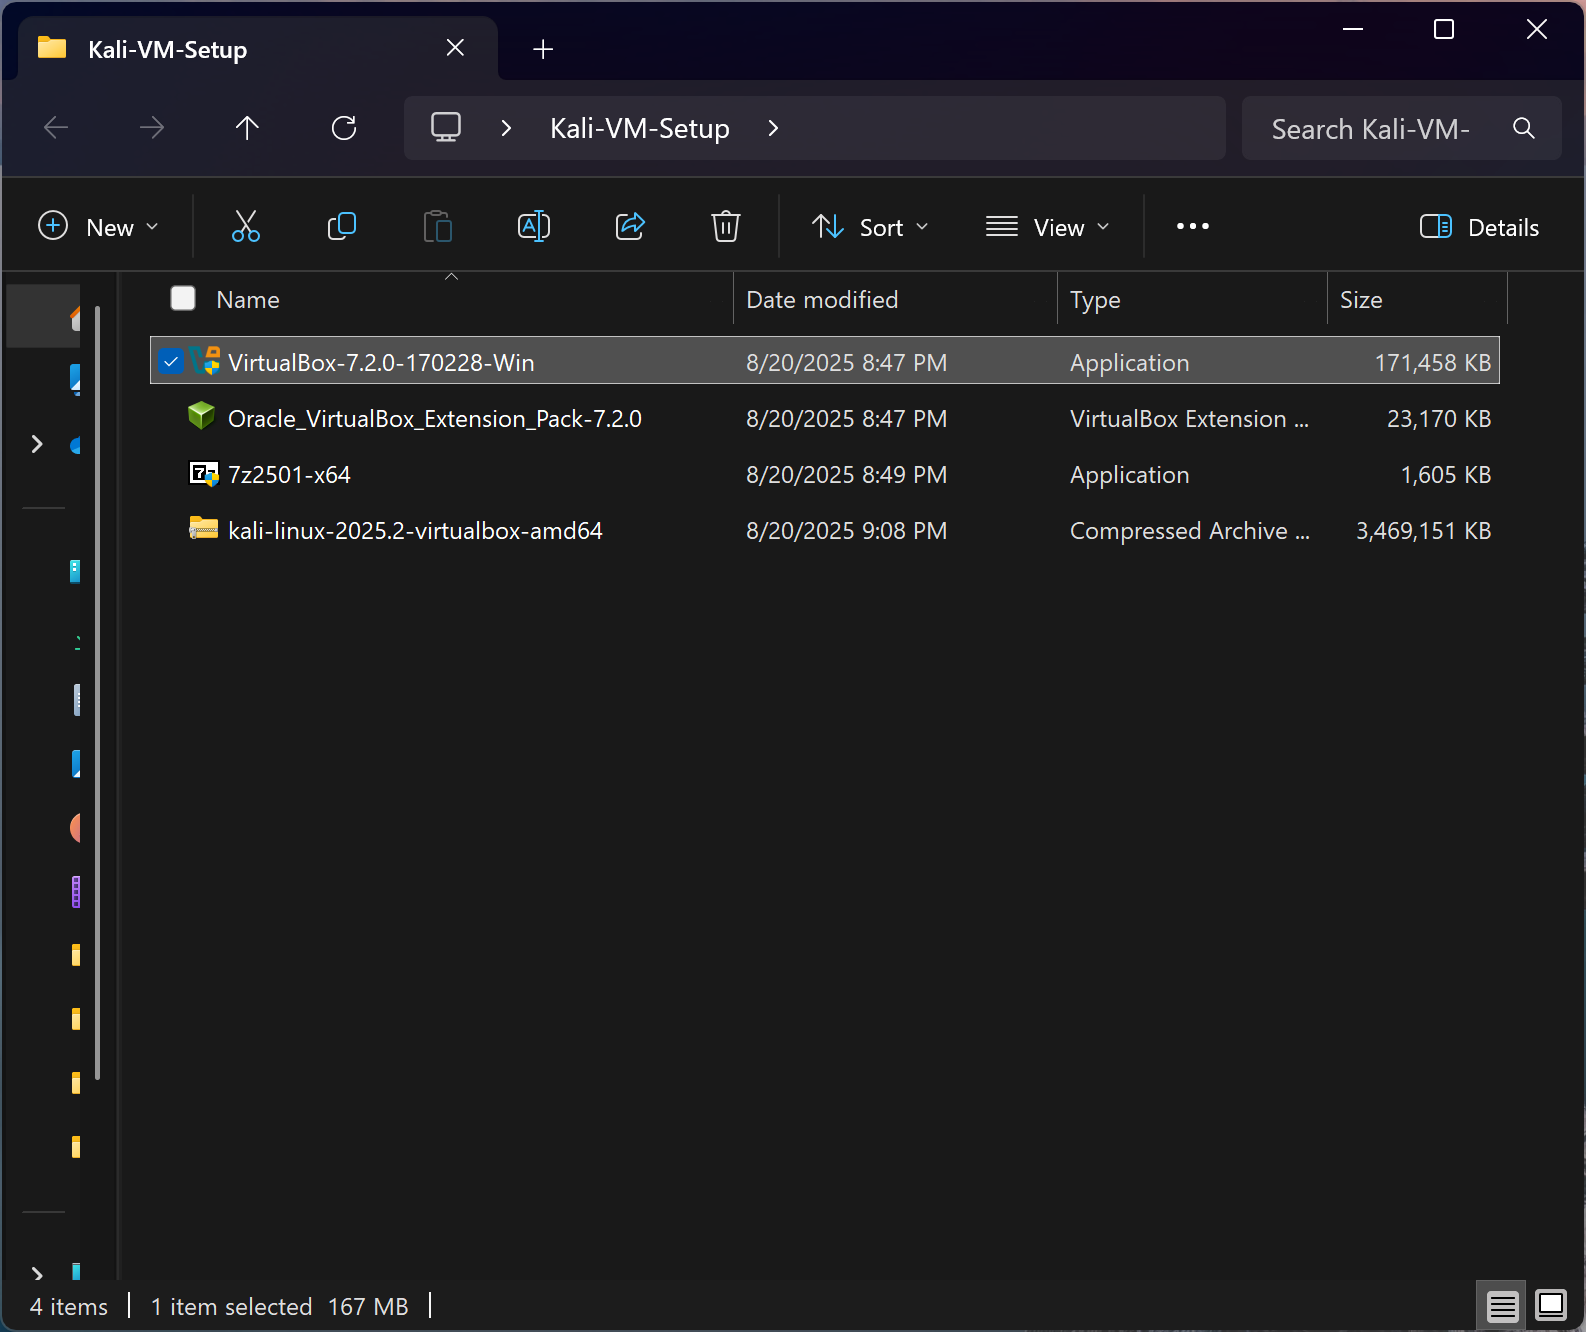 Kali-VM-Setup
Kali-VM-Setup
Search Kali-VM-
New
Sort
View
Details
Name Date modified Type Size
VirtualBox-7.2.0-170228-Win 8/20/2025 8:47 PM Application 171,458 KB
Oracle_VirtualBox_Extension_Pack-7.2.0 8/20/2025 8:47 PM VirtualBox Extension ... 23,170 KB
7z2501-x64 8/20/2025 8:49 PM Application 1,605 KB
kali-linux-2025.2-virtualbox-amd64 8/20/2025 9:08 PM Compressed Archive ... 3,469,151 KB
4 items 1 item selected 167 MB